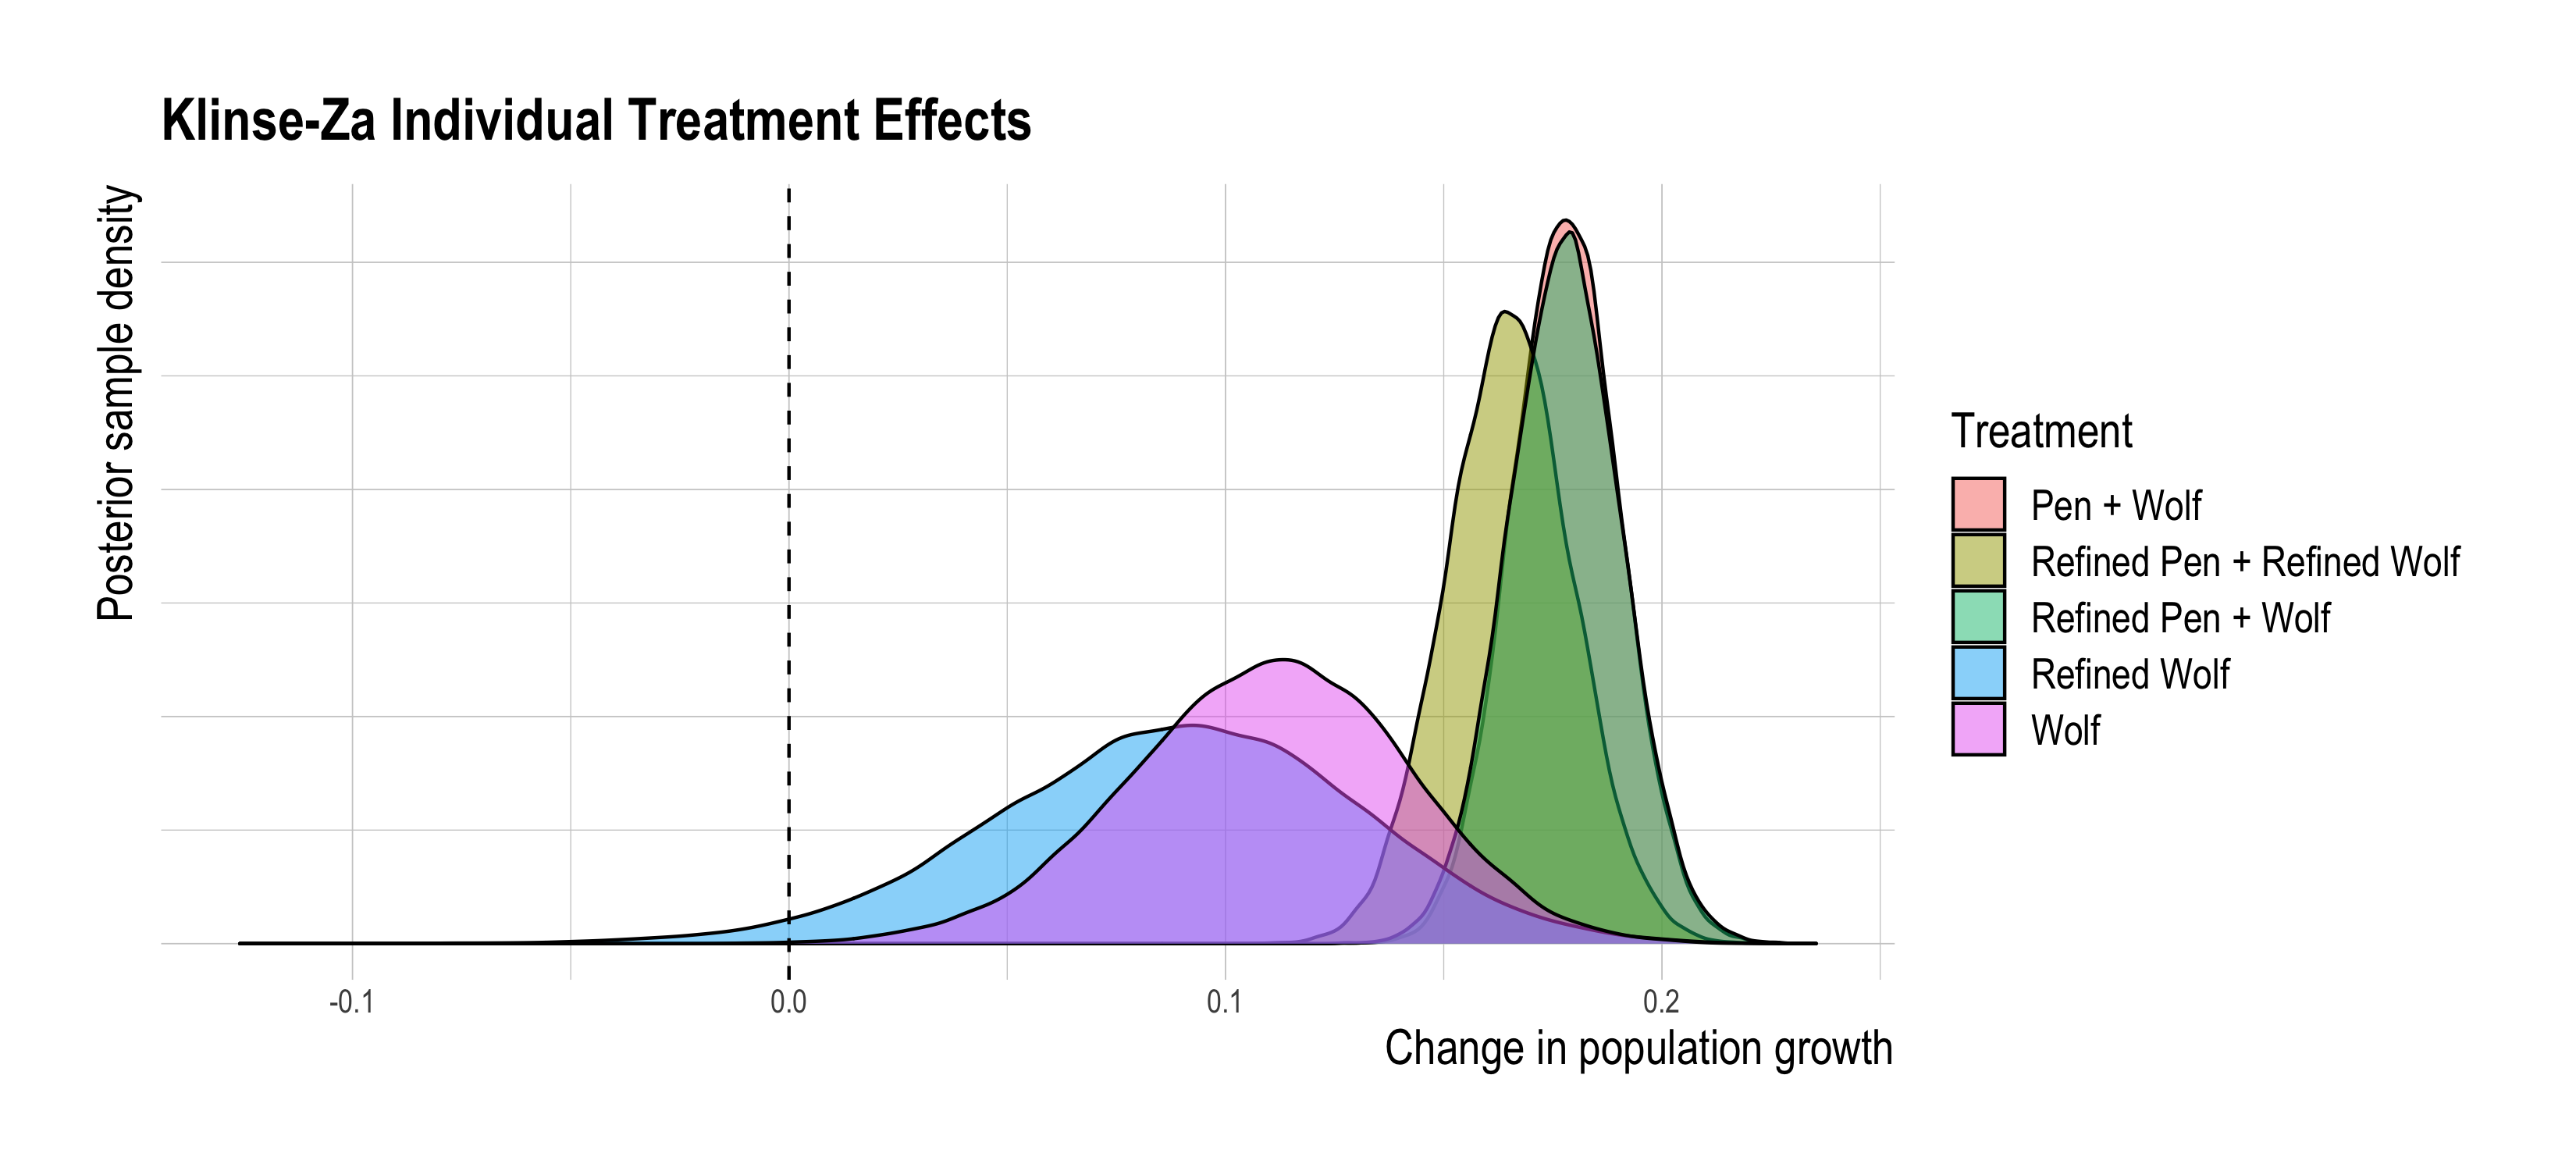 Klinse-Za Individual Treatment Effects
Posterior sample density
-0.1
0.0
0.1
0.2
Change in population growth
Treatment
Pen + Wolf
Refined Pen + Refined Wolf
Refined Pen + Wolf
Refined Wolf
Wolf